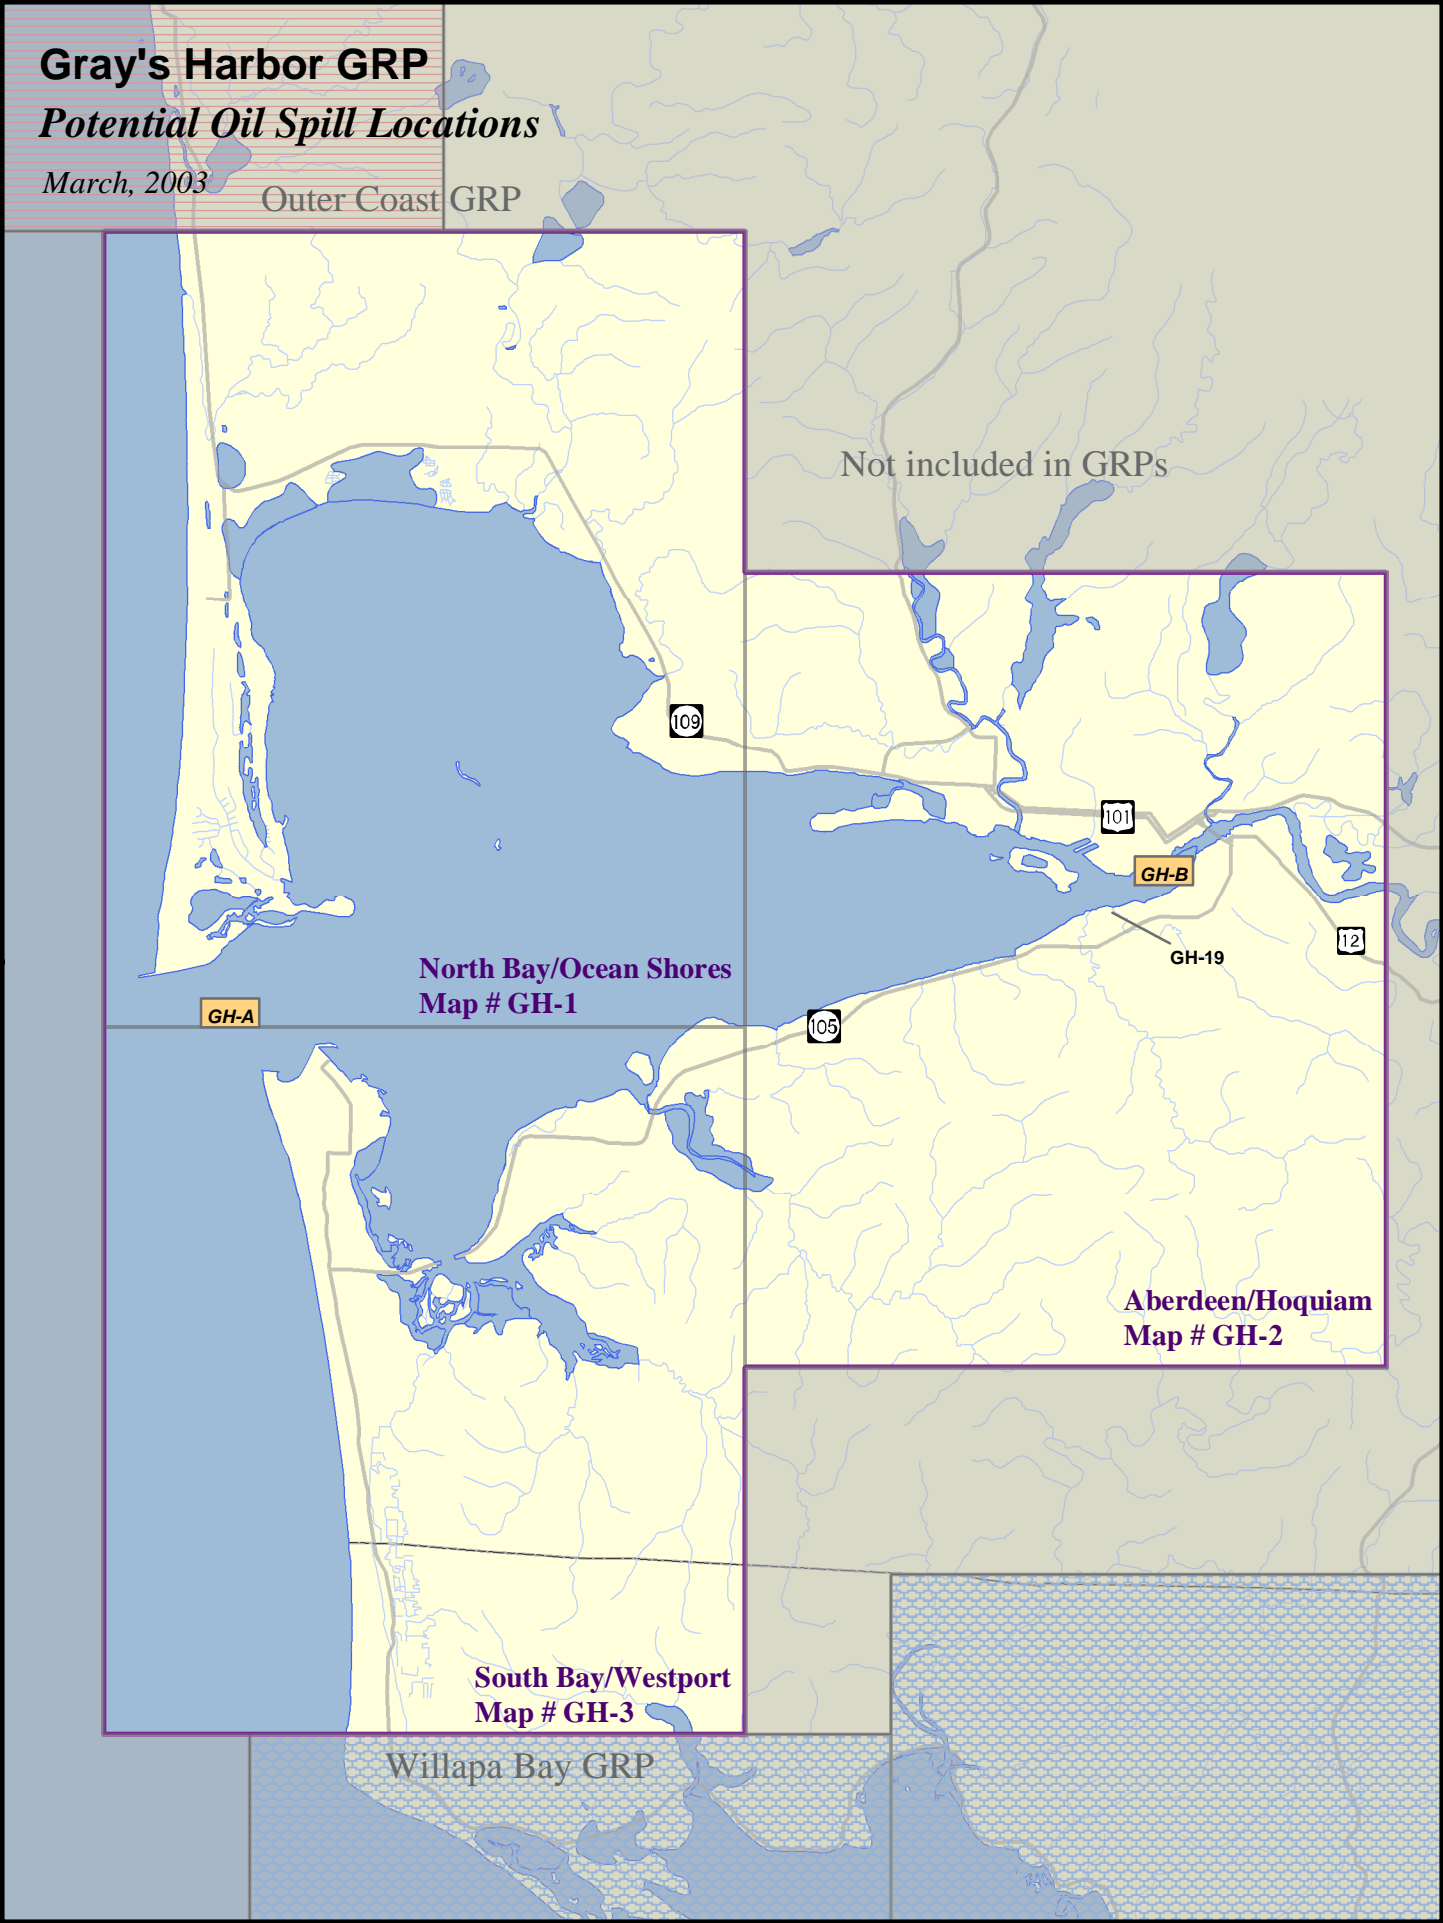 Gray's Harbor GRP
Potential Oil Spill Locations
March, 2003
Outer Coast GRP
Not included in GRPs
109
101
GH-B
12
GH-19
North Bay/Ocean Shores
Map # GH-1
GH-A
105
Aberdeen/Hoquiam
Map # GH-2
South Bay/Westport
Map # GH-3
Willapa Bay GRP